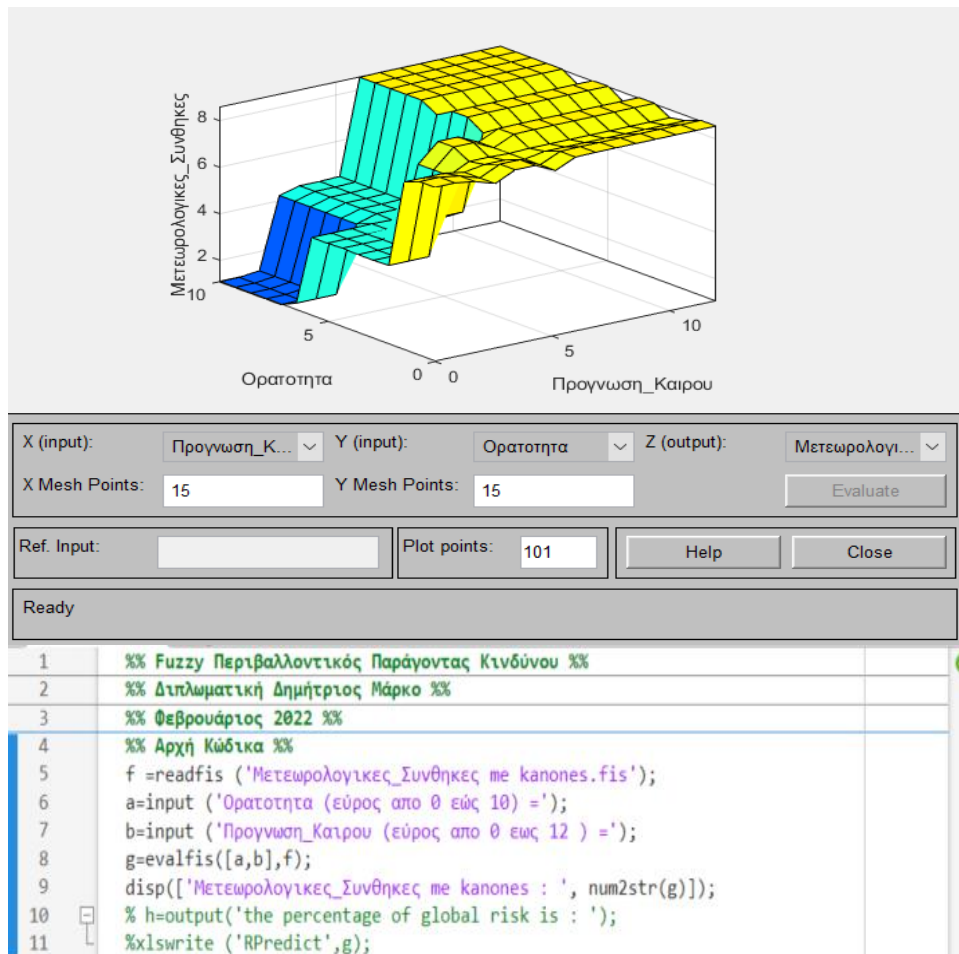 Μετεωρολογικες_Συνθηκες
8
6
4
2
10
5
0
0
5
10
Ορατοτητα
Προγνωση_Καιρου
X (input):
Προγνωση_Κ...
Y (input):
Ορατοτητα
Z (output):
Μετεωρολογι...
X Mesh Points:
15
Y Mesh Points:
15
Evaluate
Ref. Input:
Plot points:
101
Help
Close
Ready
1 %% Fuzzy Περιβαλλοντικός Παράγοντας Κινδύνου %%
2 %% Διπλωματική Δημήτριος Μάρκο %%
3 %% Φεβρουάριος 2022 %%
4 %% Αρχή Κώδικα %%
5 f =readfis ('Μετεωρολογικες_Συνθηκες me kanones.fis');
6 a=input ('Ορατοτητα (εύρος απο 0 εώς 10) =');
7 b=input ('Προγνωση_Καιρου (εύρος απο 0 εως 12 ) =');
8 g=evalfis([a,b],f);
9 disp(['Μετεωρολογικες_Συνθηκες me kanones : ', num2str(g)]);
10 % h=output('the percentage of global risk is : ');
11 %xlswrite ('RPredict',g);